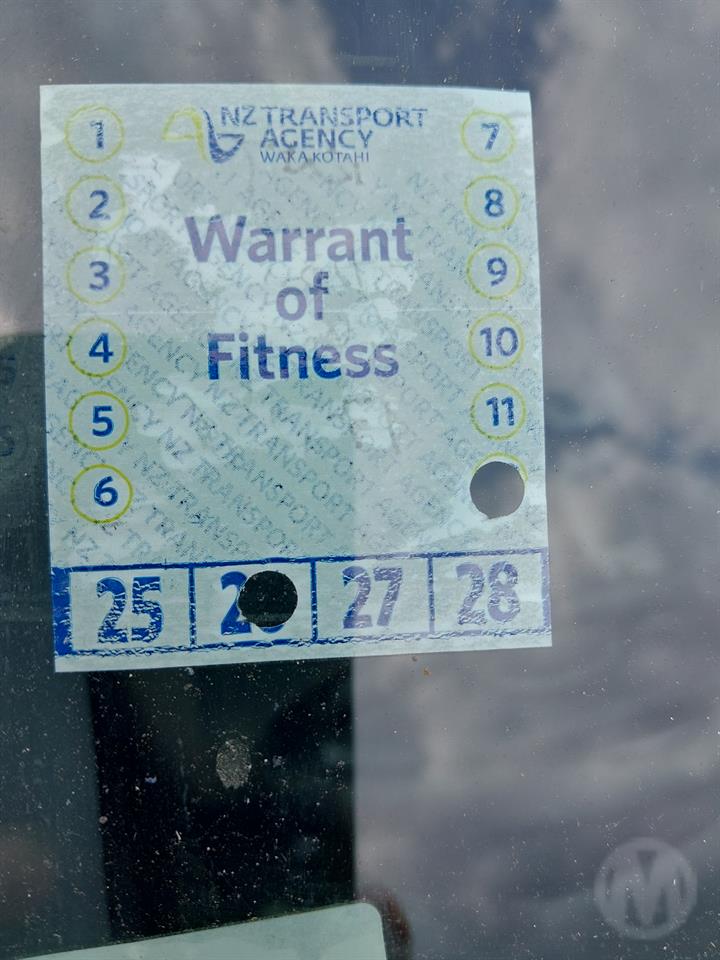 NZ TRANSPORT
AGENCY
WAKA KOTAHI
Warrant
of
Fitness
1
2
3
4
5
6
7
8
9
10
11
25 2 27 28
M